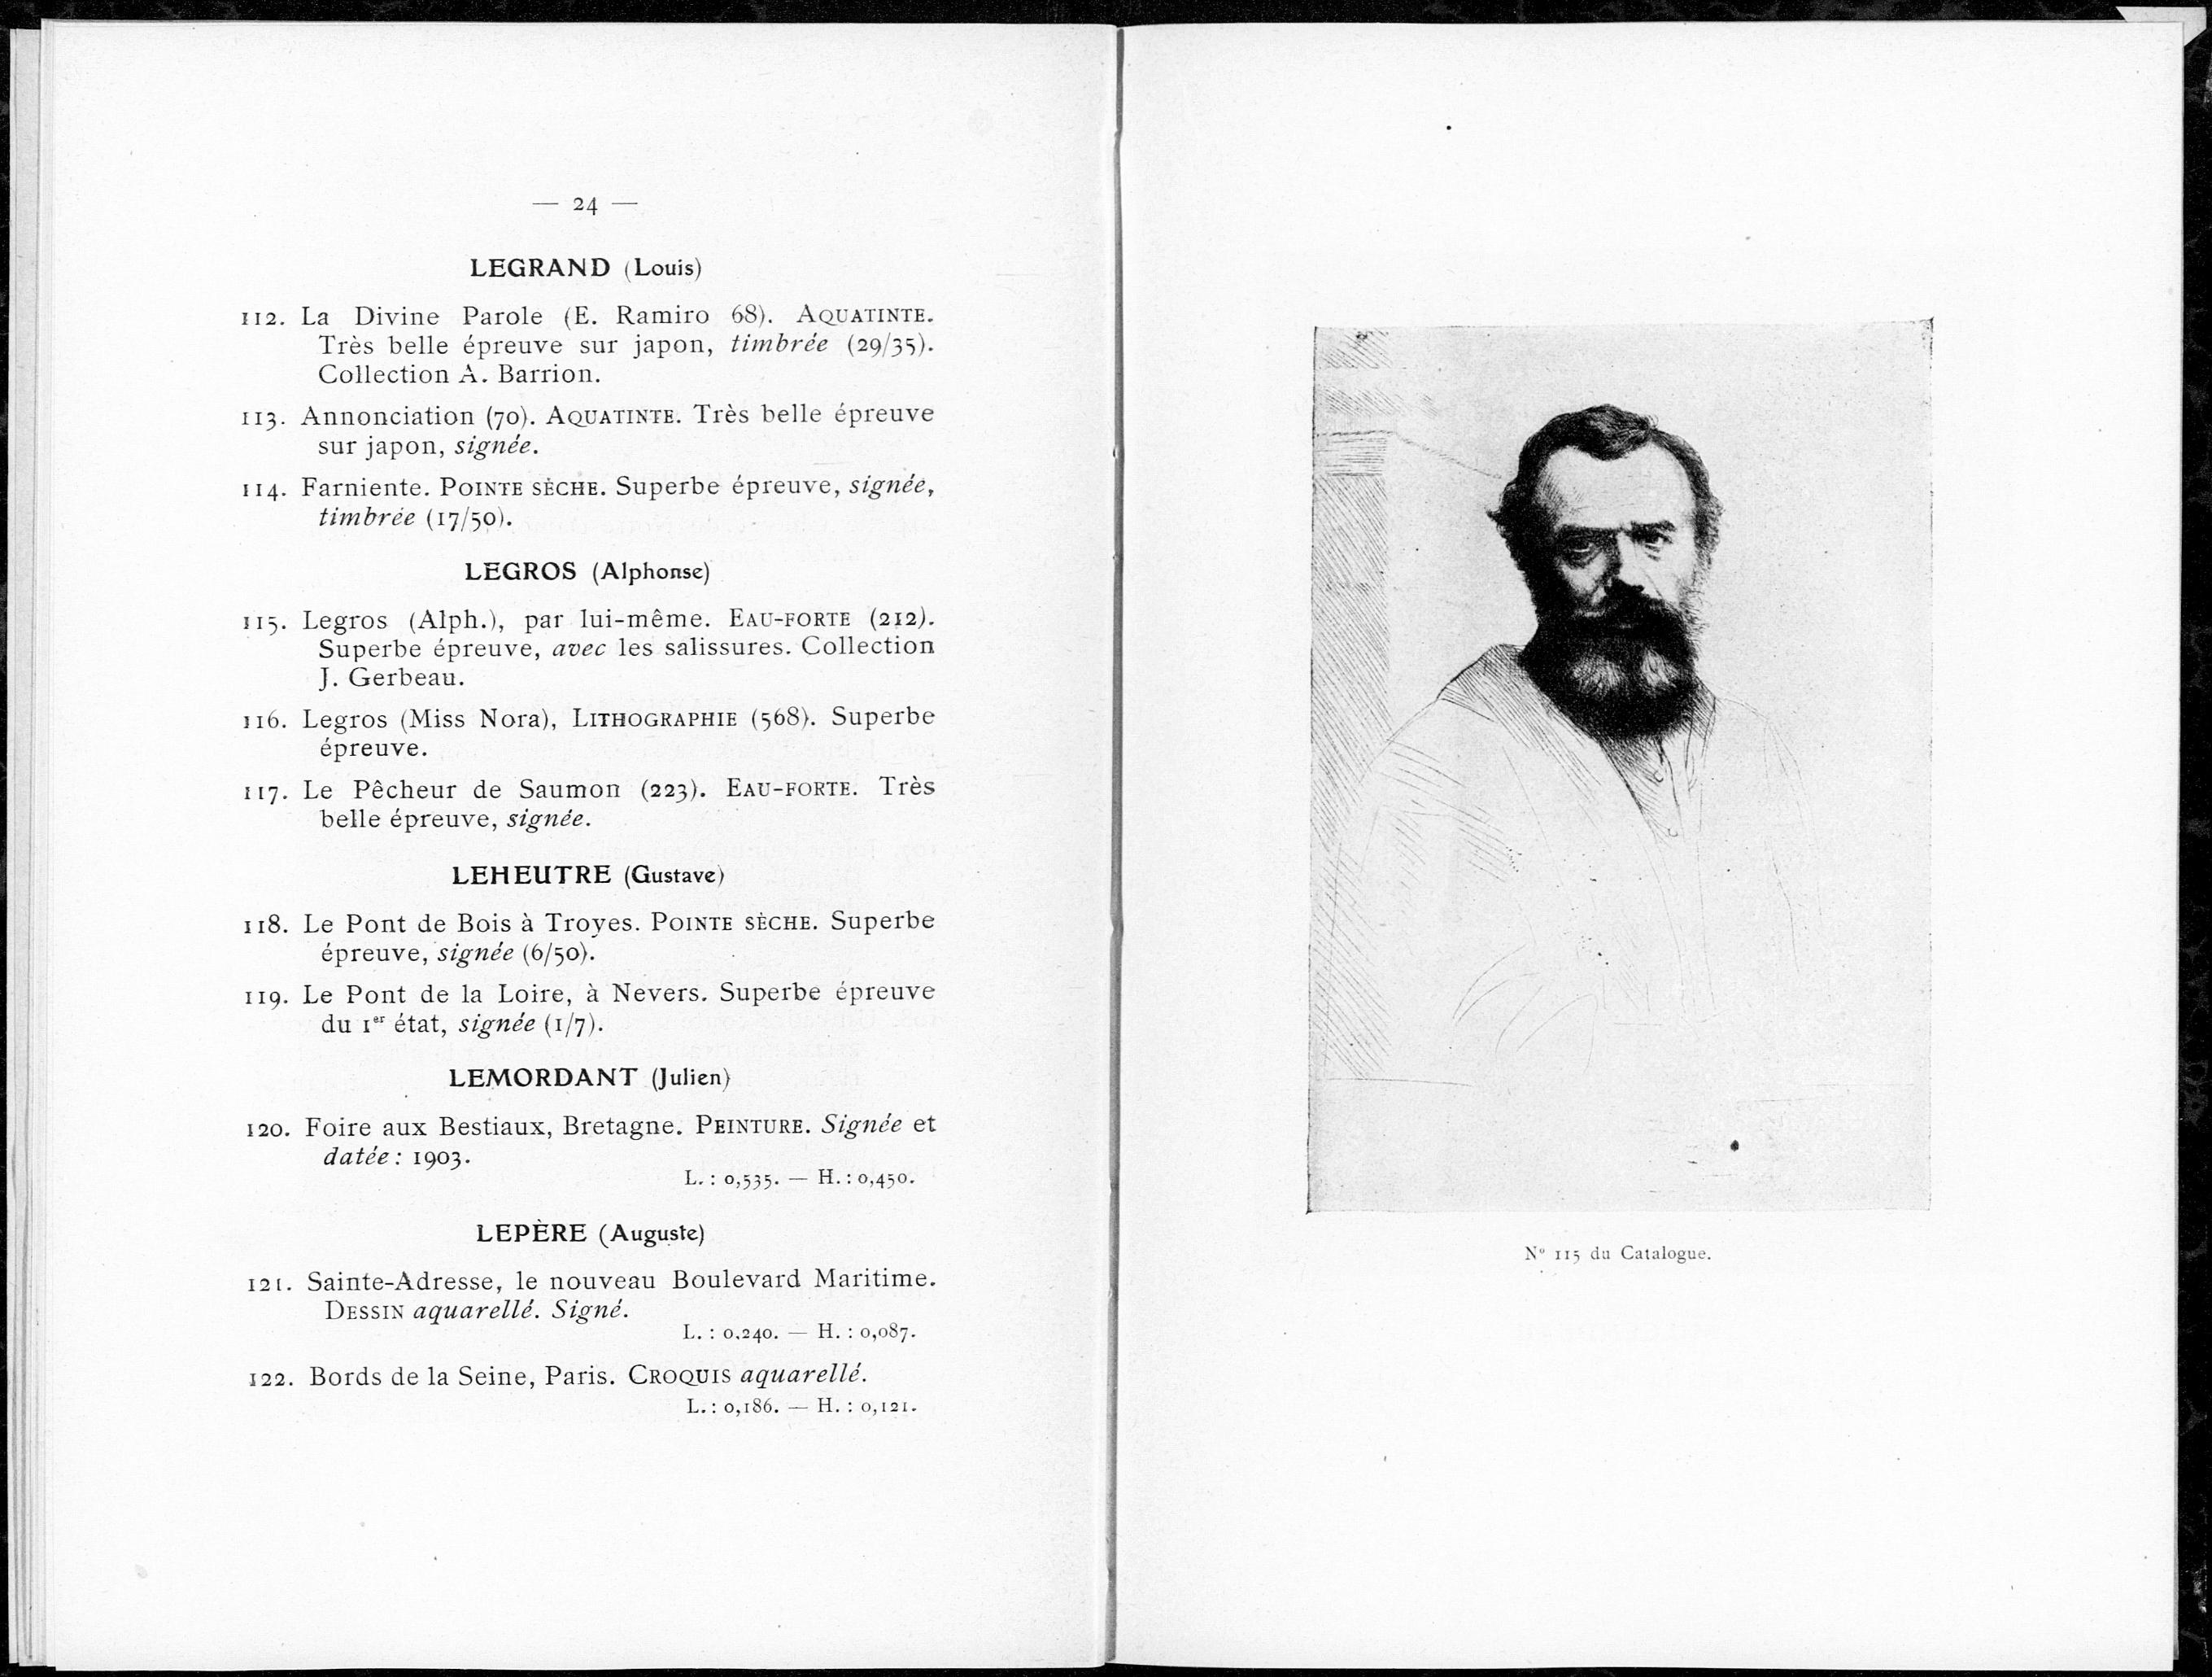 — 24 —
LEGRAND (Louis)
112. La Divine Parole (E. Ramiro 68). AQUATINTE.
Très belle épreuve sur japon, timbrée (29/35).
Collection A. Barrion.
113. Annonciation (70). AQUATINTE. Très belle épreuve
sur japon, signée.
114. Farniente. POINTE SÈCHE. Superbe épreuve, signée,
timbrée (17/50).
LEGROS (Alphonse)
115. Legros (Alph.), par lui-même. EAU-FORTE (212).
Superbe épreuve, avec les salissures. Collection
J. Gerbeau.
116. Legros (Miss Nora), LITHOGRAPHIE (568). Superbe
épreuve.
117. Le Pêcheur de Saumon (223). EAU-FORTE. Très
belle épreuve, signée.
LEHEUTRE (Gustave)
118. Le Pont de Bois à Troyes. POINTE SÈCHE. Superbe
épreuve, signée (6/50).
119. Le Pont de la Loire, à Nevers. Superbe épreuve
du 1er état, signée (1/7).
LEMORDANT (Julien)
120. Foire aux Bestiaux, Bretagne. PEINTURE. Signée et
datée : 1903.
L. : 0,535. — H. : 0,450.
LEPÈRE (Auguste)
121. Sainte-Adresse, le nouveau Boulevard Maritime.
DESSIN aquarellé. Signé.
L. : 0.240. — H. : 0,087.
122. Bords de la Seine, Paris. CROQUIS aquarellé.
L. : 0,186. — H. : 0,121.
N° 115 du Catalogue.